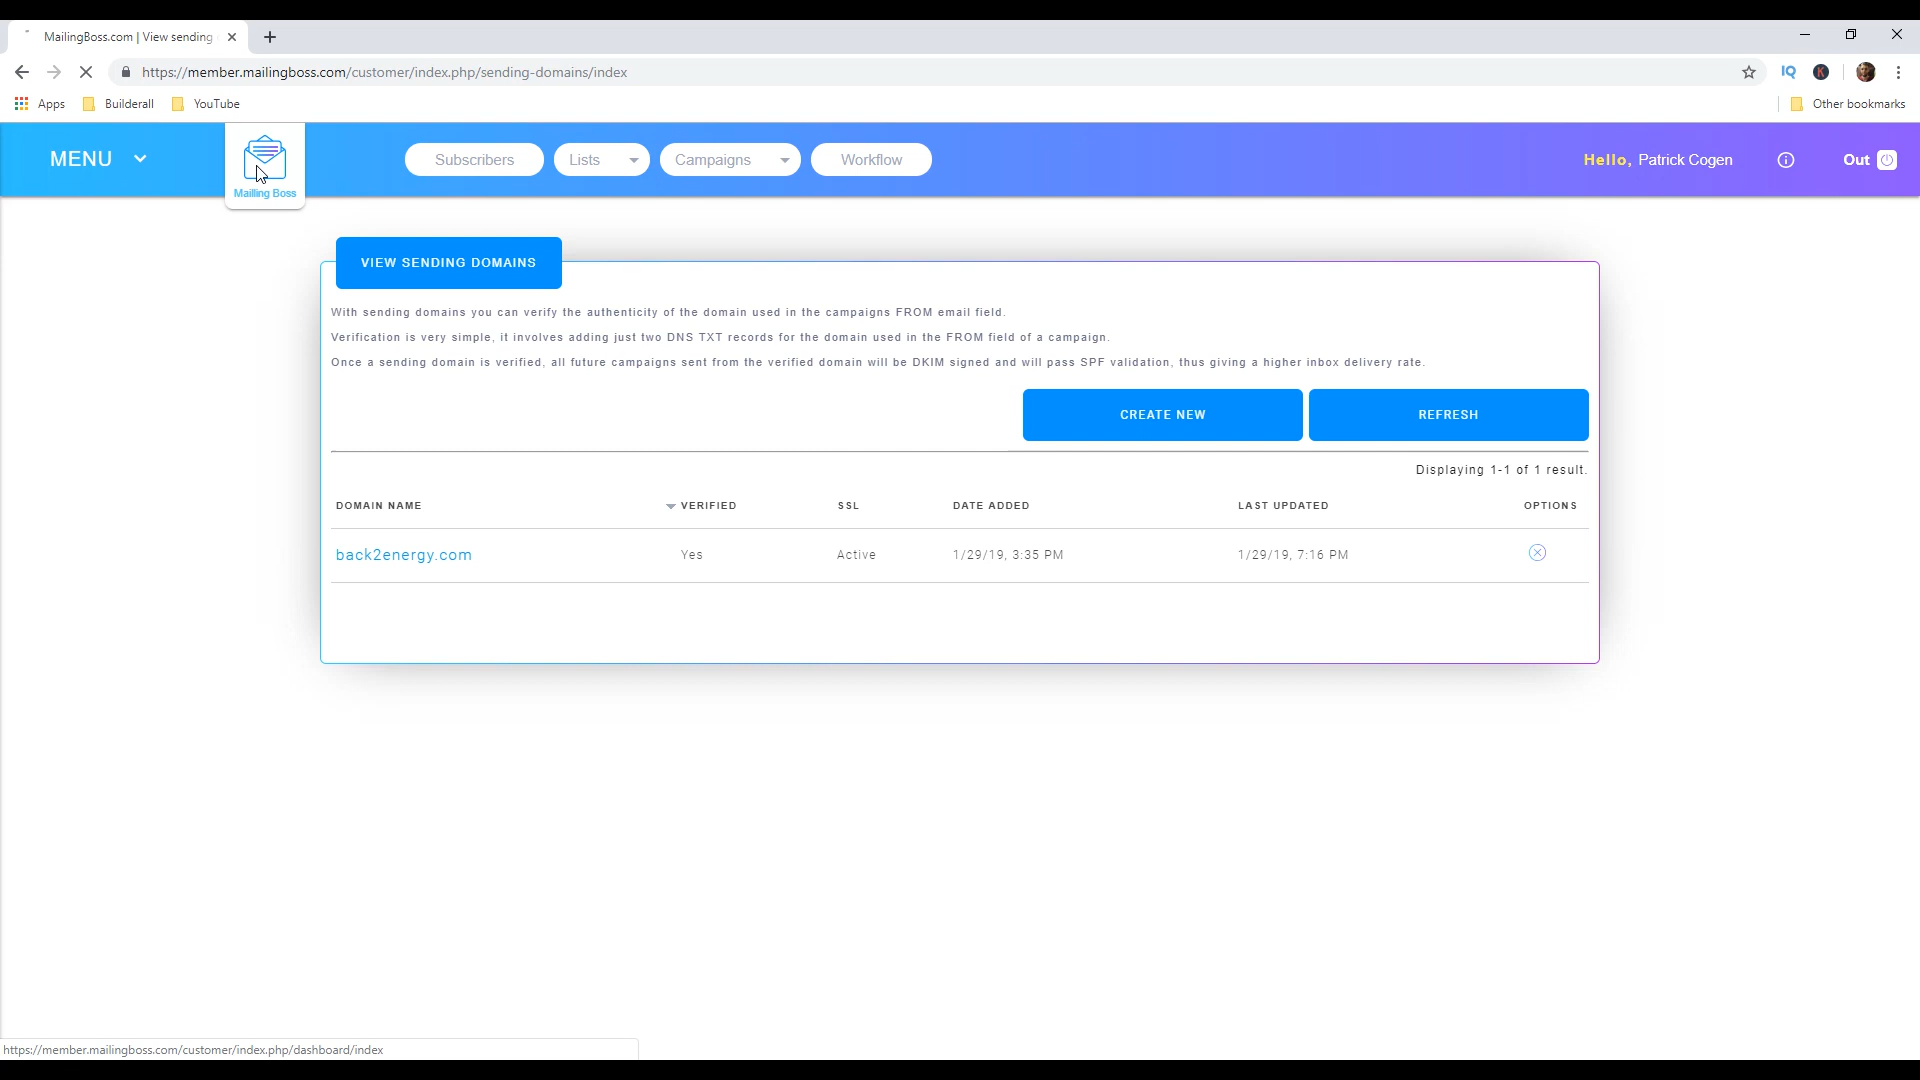 MailingBoss.com | View sending
https://member.mailingboss.com/customer/index.php/sending-domains/index
IQ
K
Apps
Builderall
YouTube
Other bookmarks
MENU
Mailling Boss
Subscribers
Lists
Campaigns
Workflow
Hello, Patrick Cogen
Out
VIEW SENDING DOMAINS
With sending domains you can verify the authenticity of the domain used in the campaigns FROM email field.
Verification is very simple, it involves adding just two DNS TXT records for the domain used in the FROM field of a campaign.
Once a sending domain is verified, all future campaigns sent from the verified domain will be DKIM signed and will pass SPF validation, thus giving a higher inbox delivery rate.
CREATE NEW
REFRESH
Displaying 1-1 of 1 result.
DOMAIN NAME VERIFIED SSL DATE ADDED LAST UPDATED OPTIONS
back2energy.com Yes Active 1/29/19, 3:35 PM 1/29/19, 7:16 PM
https://member.mailingboss.com/customer/index.php/dashboard/index